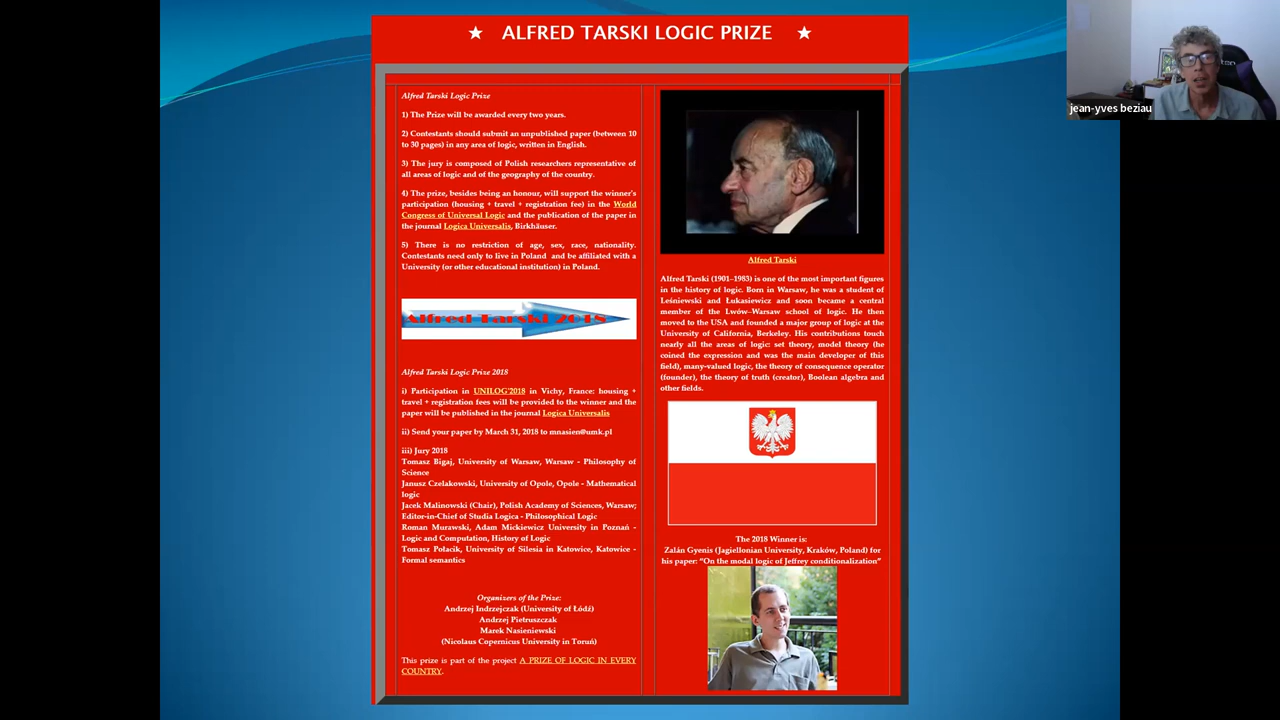 ★ ALFRED TARSKI LOGIC PRIZE ★
jean-yves beziau
Alfred Tarski Logic Prize
1) The Prize will be awarded every two years.
2) Contestants should submit an unpublished paper (between 10
to 30 pages) in any area of logic, written in English.
3) The jury is composed of Polish researchers representative of
all areas of logic and of the geography of the country.
4) The prize, besides being an honour, will support the winner's
participation (housing + travel + registration fee) in the World
Congress of Universal Logic and the publication of the paper in
the journal Logica Universalis, Birkhäuser.
5) There is no restriction of age, sex, race, nationality.
Contestants need only to live in Poland and be affiliated with a
University (or other educational institution) in Poland.
Alfred Tarski 2018
Alfred Tarski Logic Prize 2018
i) Participation in UNILOG'2018 in Vichy, France: housing +
travel + registration fees will be provided to the winner and the
paper will be published in the journal Logica Universalis
ii) Send your paper by March 31, 2018 to mnasien@umk.pl
iii) Jury 2018
Tomasz Bigaj, University of Warsaw, Warsaw - Philosophy of
Science
Janusz Czelakowski, University of Opole, Opole - Mathematical
logic
Jacek Malinowski (Chair), Polish Academy of Sciences, Warsaw;
Editor-in-Chief of Studia Logica - Philosophical Logic
Roman Murawski, Adam Mickiewicz University in Poznań -
Logic and Computation, History of Logic
Tomasz Połacik, University of Silesia in Katowice, Katowice -
Formal semantics
Organizers of the Prize:
Andrzej Indrzejczak (University of Łódź)
Andrzej Pietruszczak
Marek Nasieniewski
(Nicolaus Copernicus University in Toruń)
This prize is part of the project A PRIZE OF LOGIC IN EVERY
COUNTRY.
Alfred Tarski
Alfred Tarski (1901–1983) is one of the most important figures
in the history of logic. Born in Warsaw, he was a student of
Leśniewski and Łukasiewicz and soon became a central
member of the Lwów–Warsaw school of logic. He then
moved to the USA and founded a major group of logic at the
University of California, Berkeley. His contributions touch
nearly all the areas of logic: set theory, model theory (he
coined the expression and was the main developer of this
field), many-valued logic, the theory of consequence operator
(founder), the theory of truth (creator), Boolean algebra and
other fields.
The 2018 Winner is:
Zalán Gyenis (Jagiellonian University, Kraków, Poland) for
his paper: “On the modal logic of Jeffrey conditionalization”